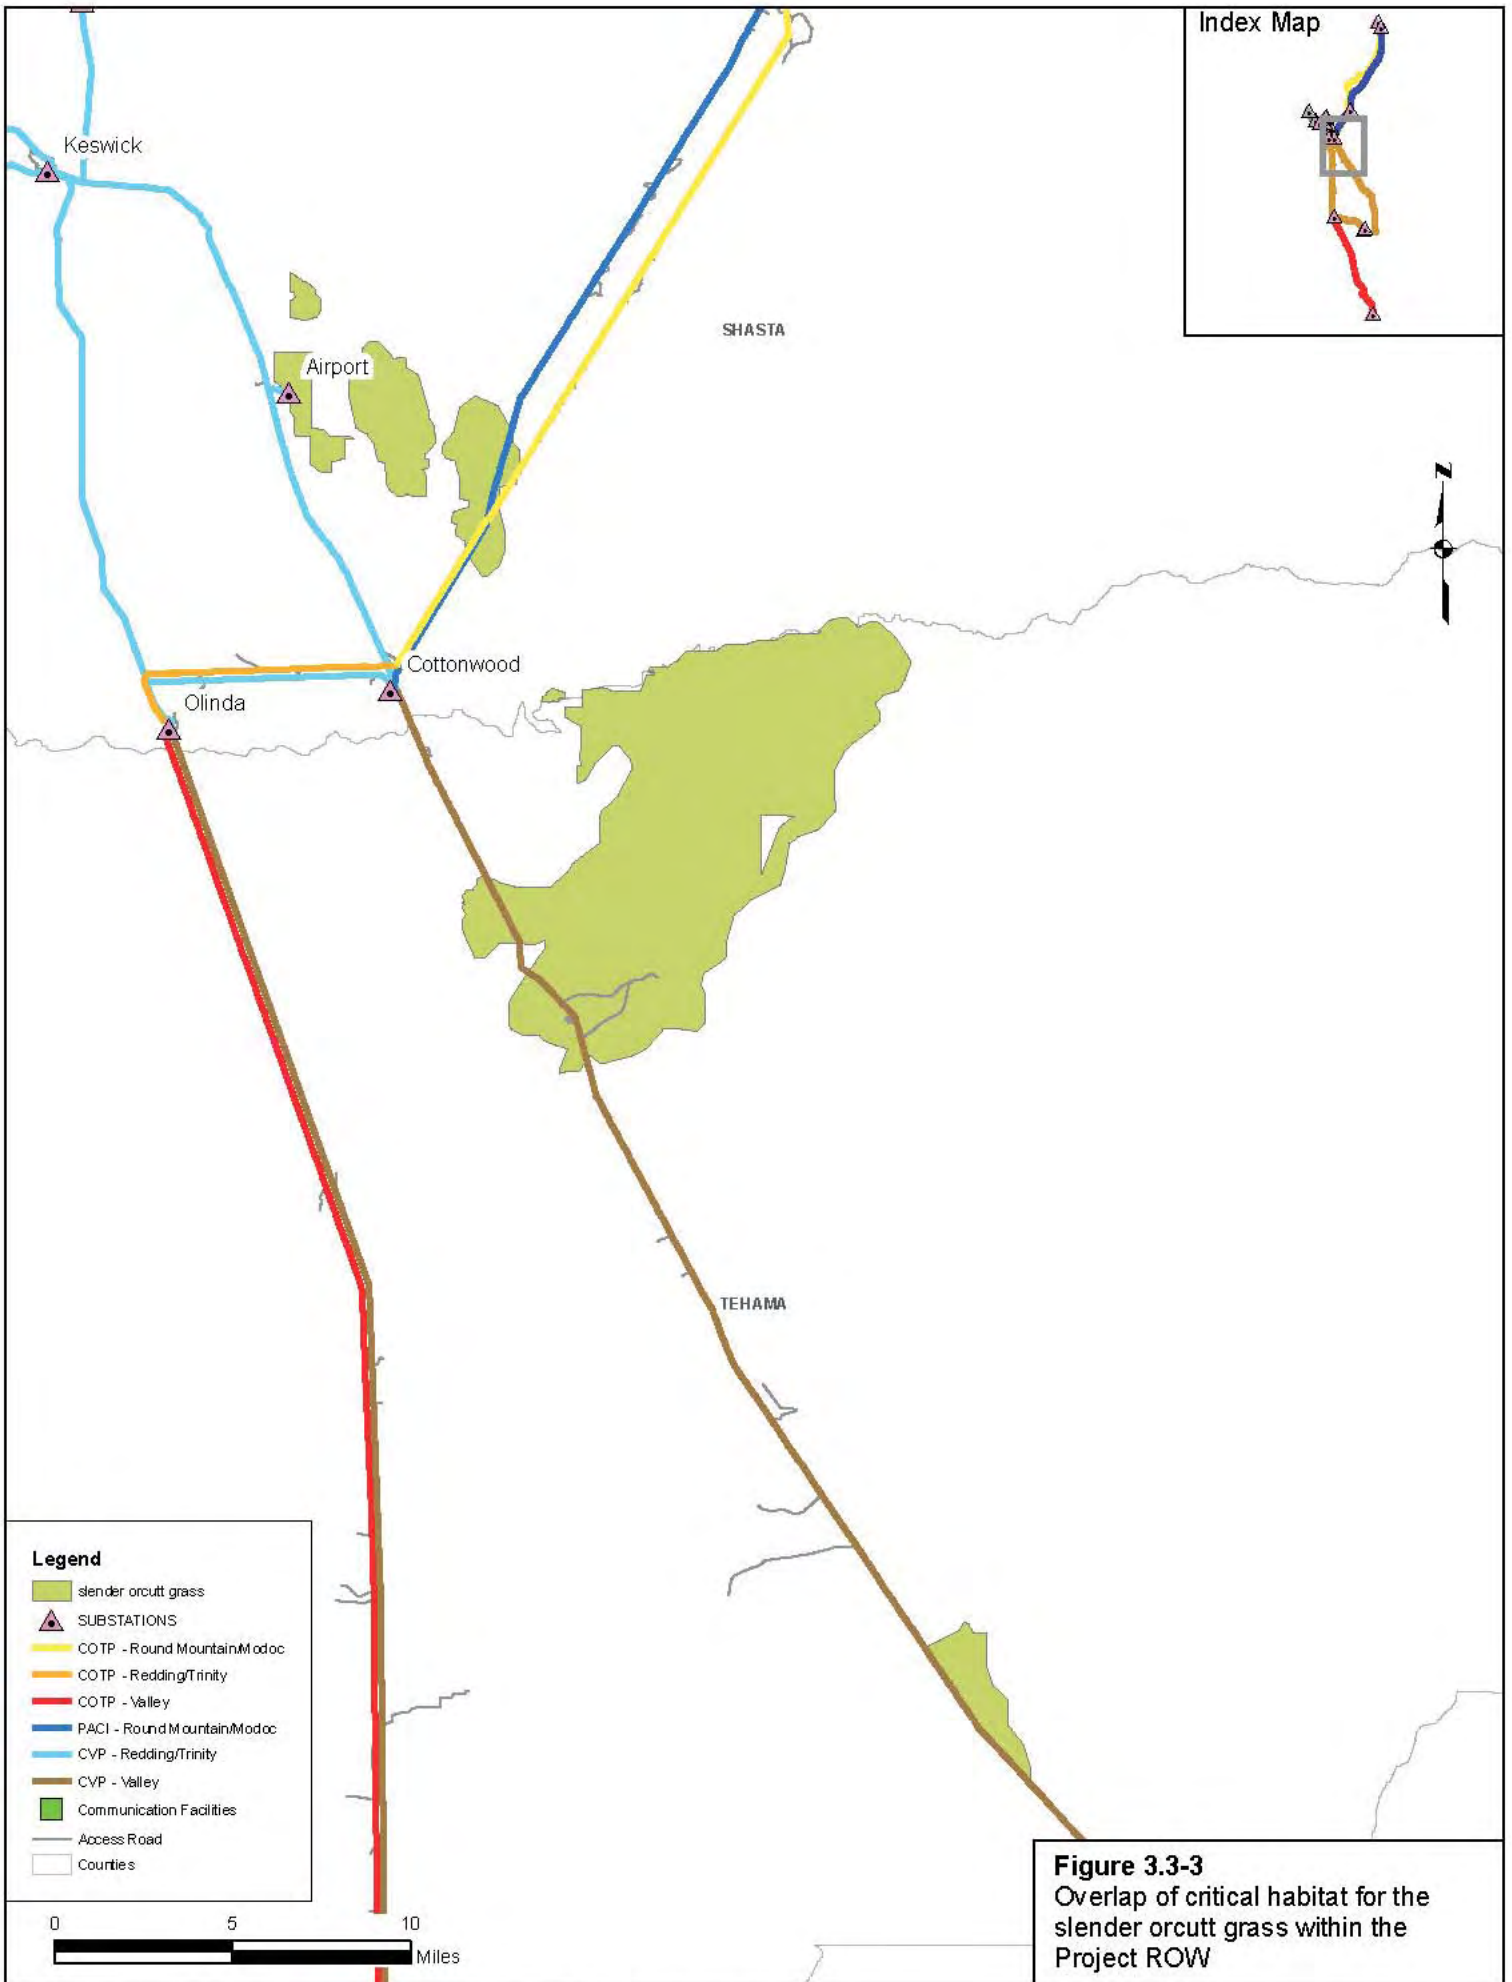 Index Map
Keswick
SHASTA
Airport
N
Cottonwood
Olinda
TEHAMA
Legend
slender orcutt grass
SUBSTATIONS
COTP - Round Mountain/Modoc
COTP - Redding/Trinity
COTP - Valley
PACI - Round Mountain/Modoc
CVP - Redding/Trinity
CVP - Valley
Communication Facilities
Access Road
Counties
0 5 10
Miles
Figure 3.3-3
Overlap of critical habitat for the
slender orcutt grass within the
Project ROW